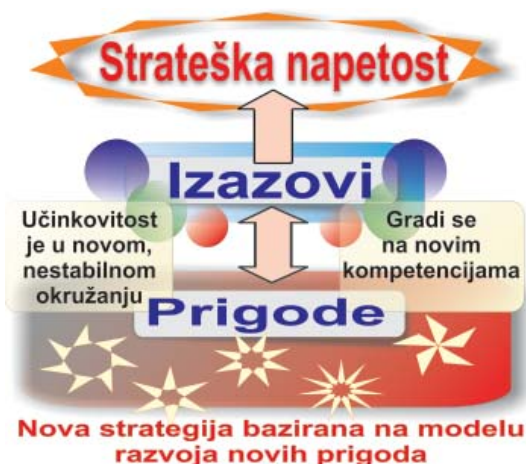 Strateška napetost
Izazovi
Učinkovitost
je u novom,
nestabilnom
okružanju
Gradi se
na novim
kompetencijama
Prigode
Nova strategija bazirana na modelu
razvoja novih prigoda